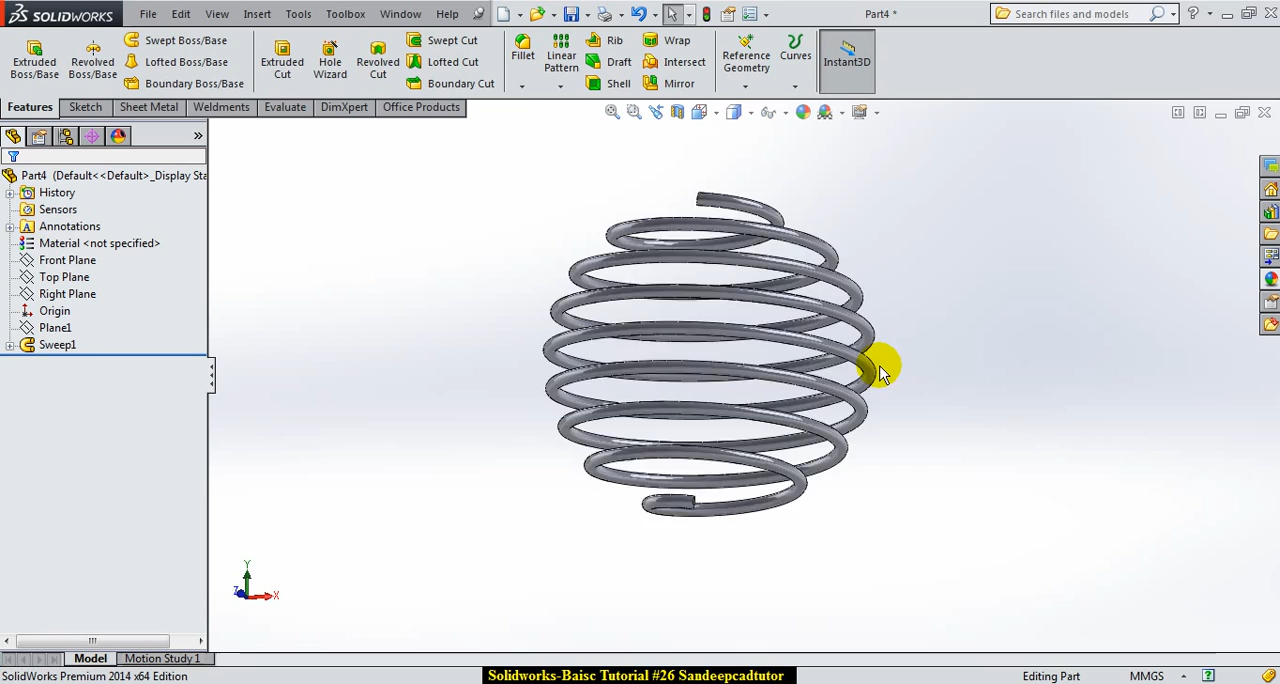 SOLIDWORKS
File Edit View Insert Tools Toolbox Window Help
Part4 *
Search files and models
Extruded Boss/Base
Revolved Boss/Base
Swept Boss/Base
Lofted Boss/Base
Boundary Boss/Base
Extruded Cut
Hole Wizard
Revolved Cut
Swept Cut
Lofted Cut
Boundary Cut
Fillet
Linear Pattern
Rib
Draft
Shell
Wrap
Intersect
Mirror
Reference Geometry
Curves
Instant3D
Features Sketch Sheet Metal Weldments Evaluate DimXpert Office Products
Part4 (Default<<Default>_Display Sta
History
Sensors
Annotations
Material <not specified>
Front Plane
Top Plane
Right Plane
Origin
Plane1
Sweep1
Y
Z
X
Model Motion Study 1
SolidWorks Premium 2014 x64 Edition
Solidworks-Baisc Tutorial #26 Sandeepcadtutor
Editing Part
MMGS